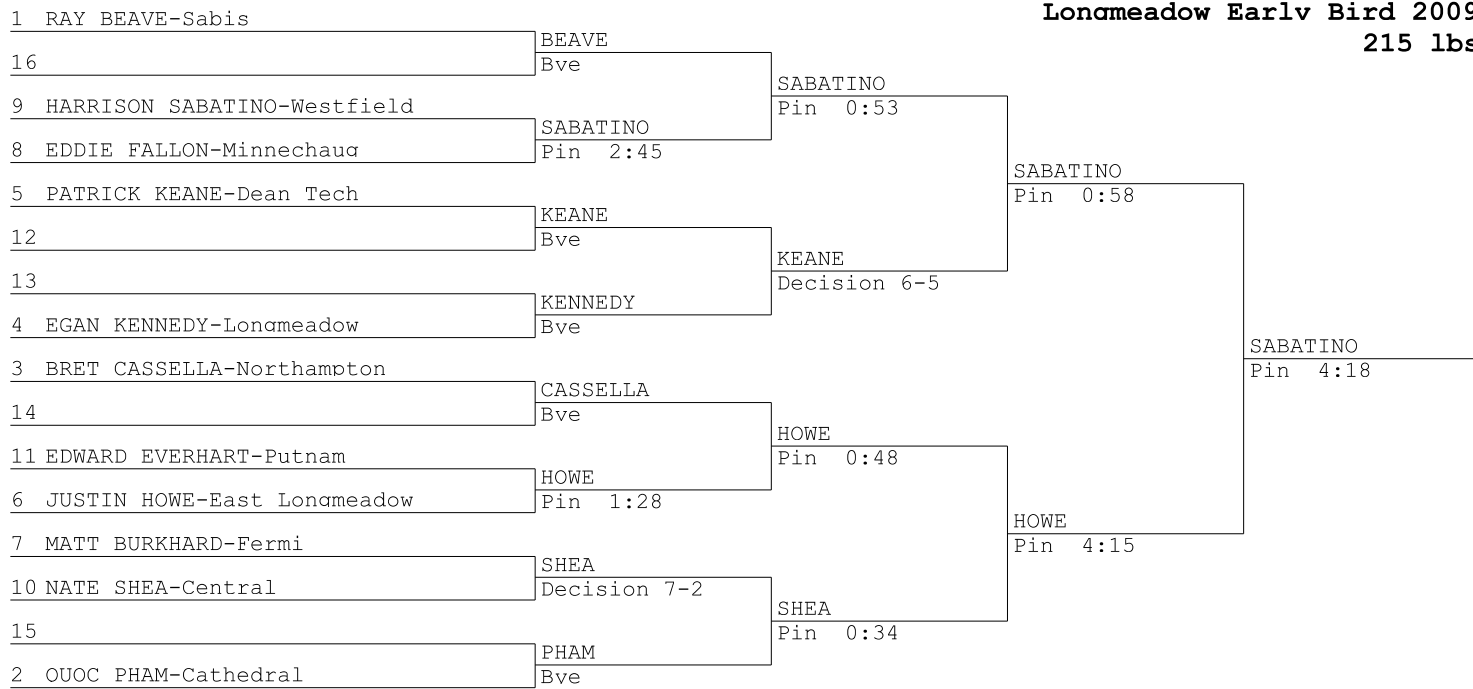 Longmeadow Early Bird 2009
215 lbs
1 RAY BEAVE-Sabis
16
9 HARRISON SABATINO-Westfield
8 EDDIE FALLON-Minnechaug
5 PATRICK KEANE-Dean Tech
12
13
4 EGAN KENNEDY-Longmeadow
3 BRET CASSELLA-Northampton
14
11 EDWARD EVERHART-Putnam
6 JUSTIN HOWE-East Longmeadow
7 MATT BURKHARD-Fermi
10 NATE SHEA-Central
15
2 QUOC PHAM-Cathedral
BEAVE
Bye
SABATINO
Pin 2:45
KEANE
Bye
KENNEDY
Bye
CASSELLA
Bye
HOWE
Pin 1:28
SHEA
Decision 7-2
PHAM
Bye
SABATINO
Pin 0:53
KEANE
Decision 6-5
HOWE
Pin 0:48
SHEA
Pin 0:34
SABATINO
Pin 0:58
HOWE
Pin 4:15
SABATINO
Pin 4:18